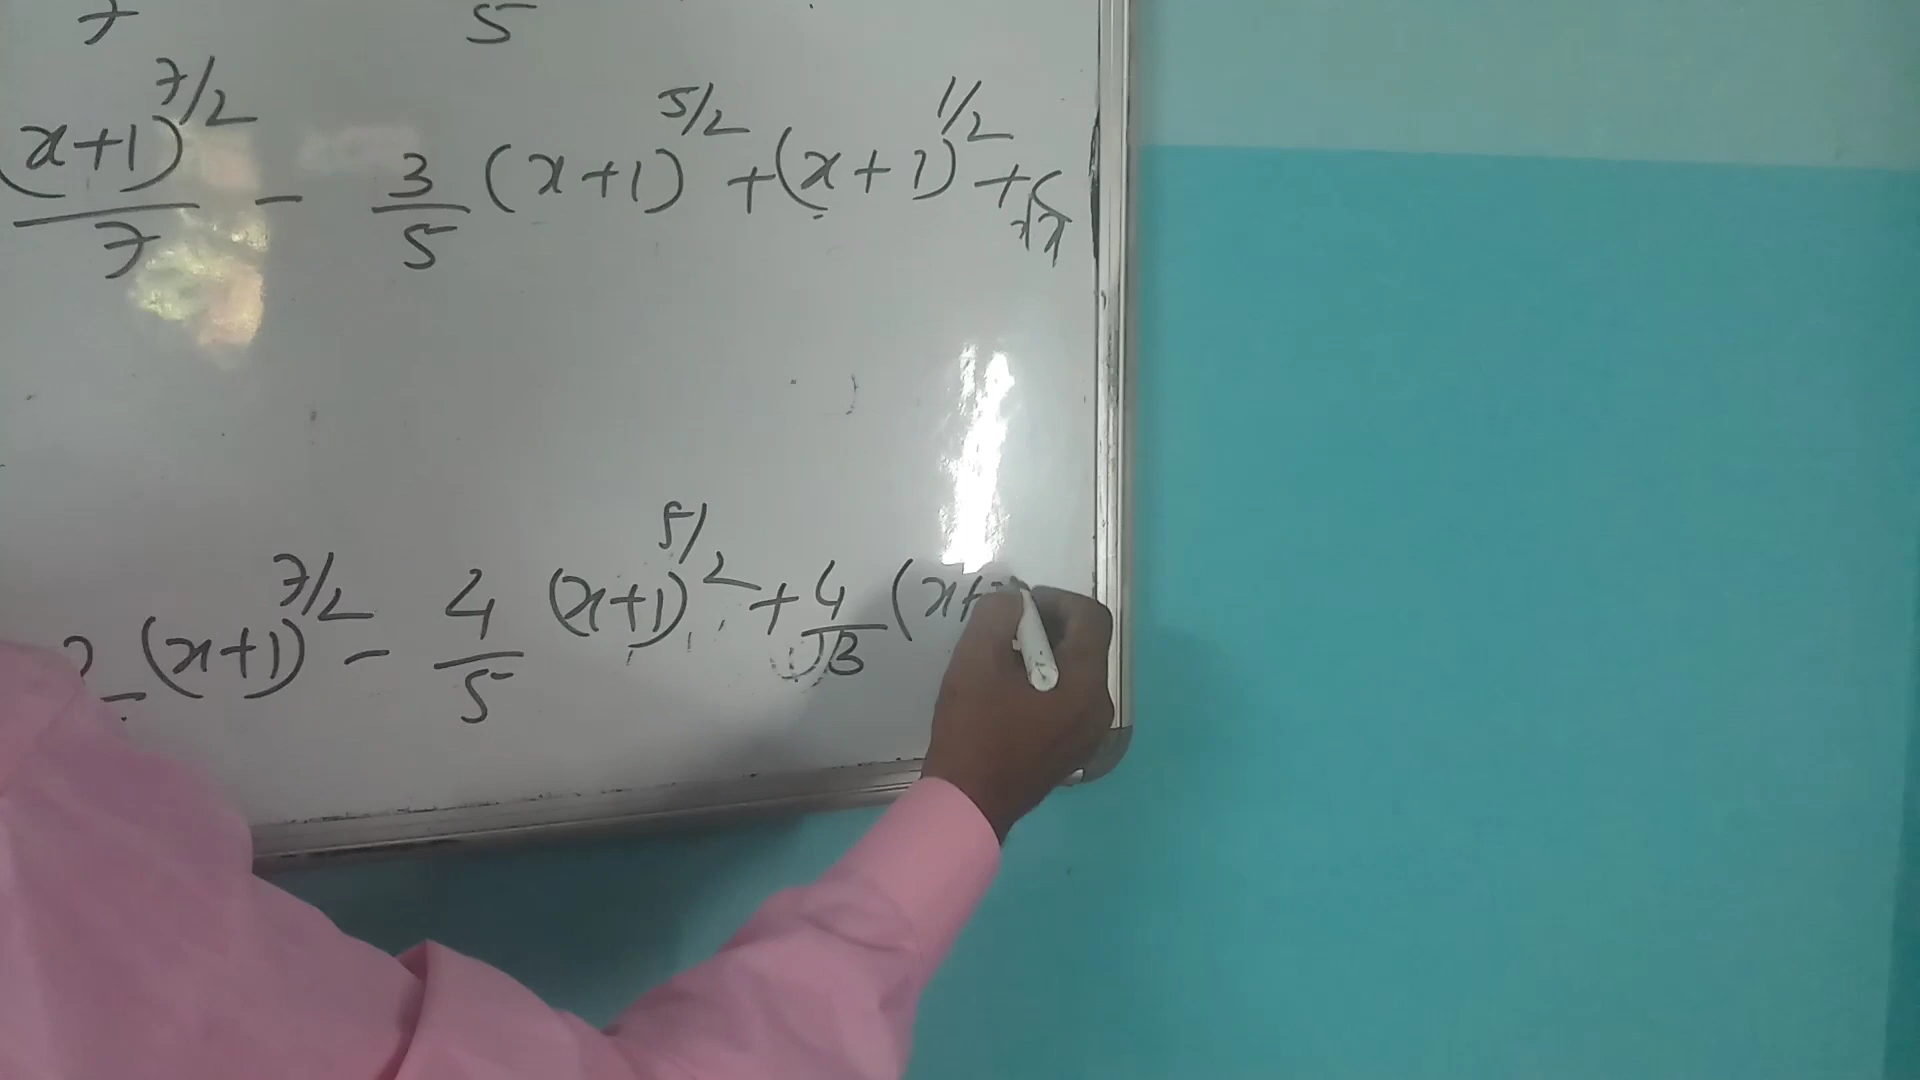 7 5
(x+1)^{7/2}/7 - 3/5 (x+1)^{5/2} + (x+1)^{1/2} +
2 (x+1)^{7/2} - 4/5 (x+1)^{5/2} + 4/3 (x+